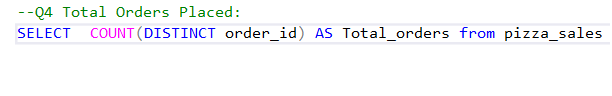 --Q4 Total Orders Placed:
SELECT  COUNT(DISTINCT order_id) AS Total_orders from pizza_sales